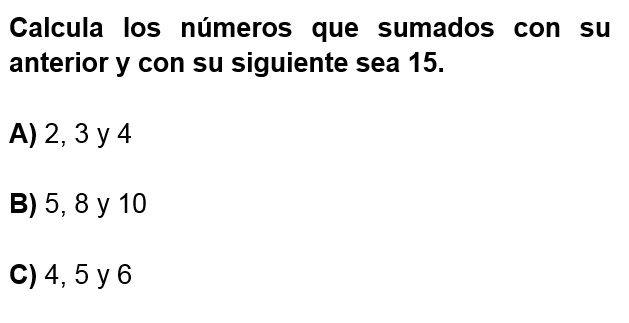 Calcula los números que sumados con su
anterior y con su siguiente sea 15.
A) 2, 3 y 4
B) 5, 8 y 10
C) 4, 5 y 6